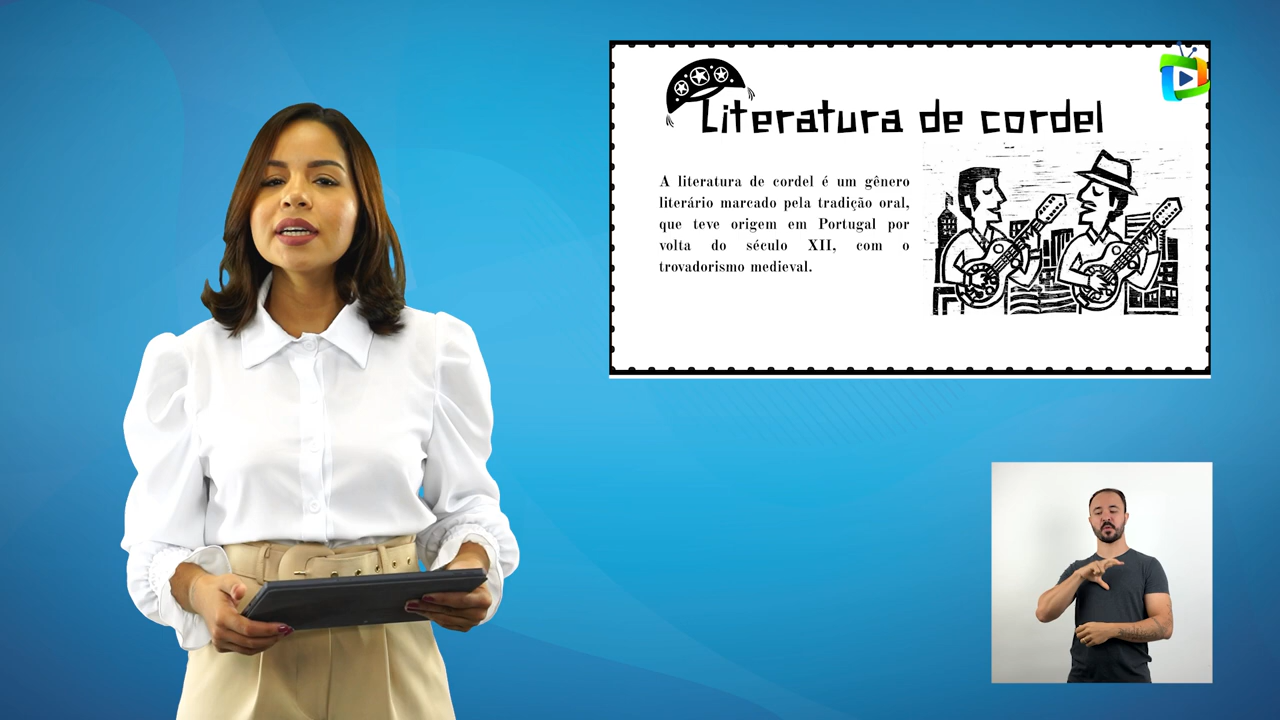 Literatura de cordel
A literatura de cordel é um gênero
literário marcado pela tradição oral,
que teve origem em Portugal por
volta do século XII, com o
trovadorismo medieval.